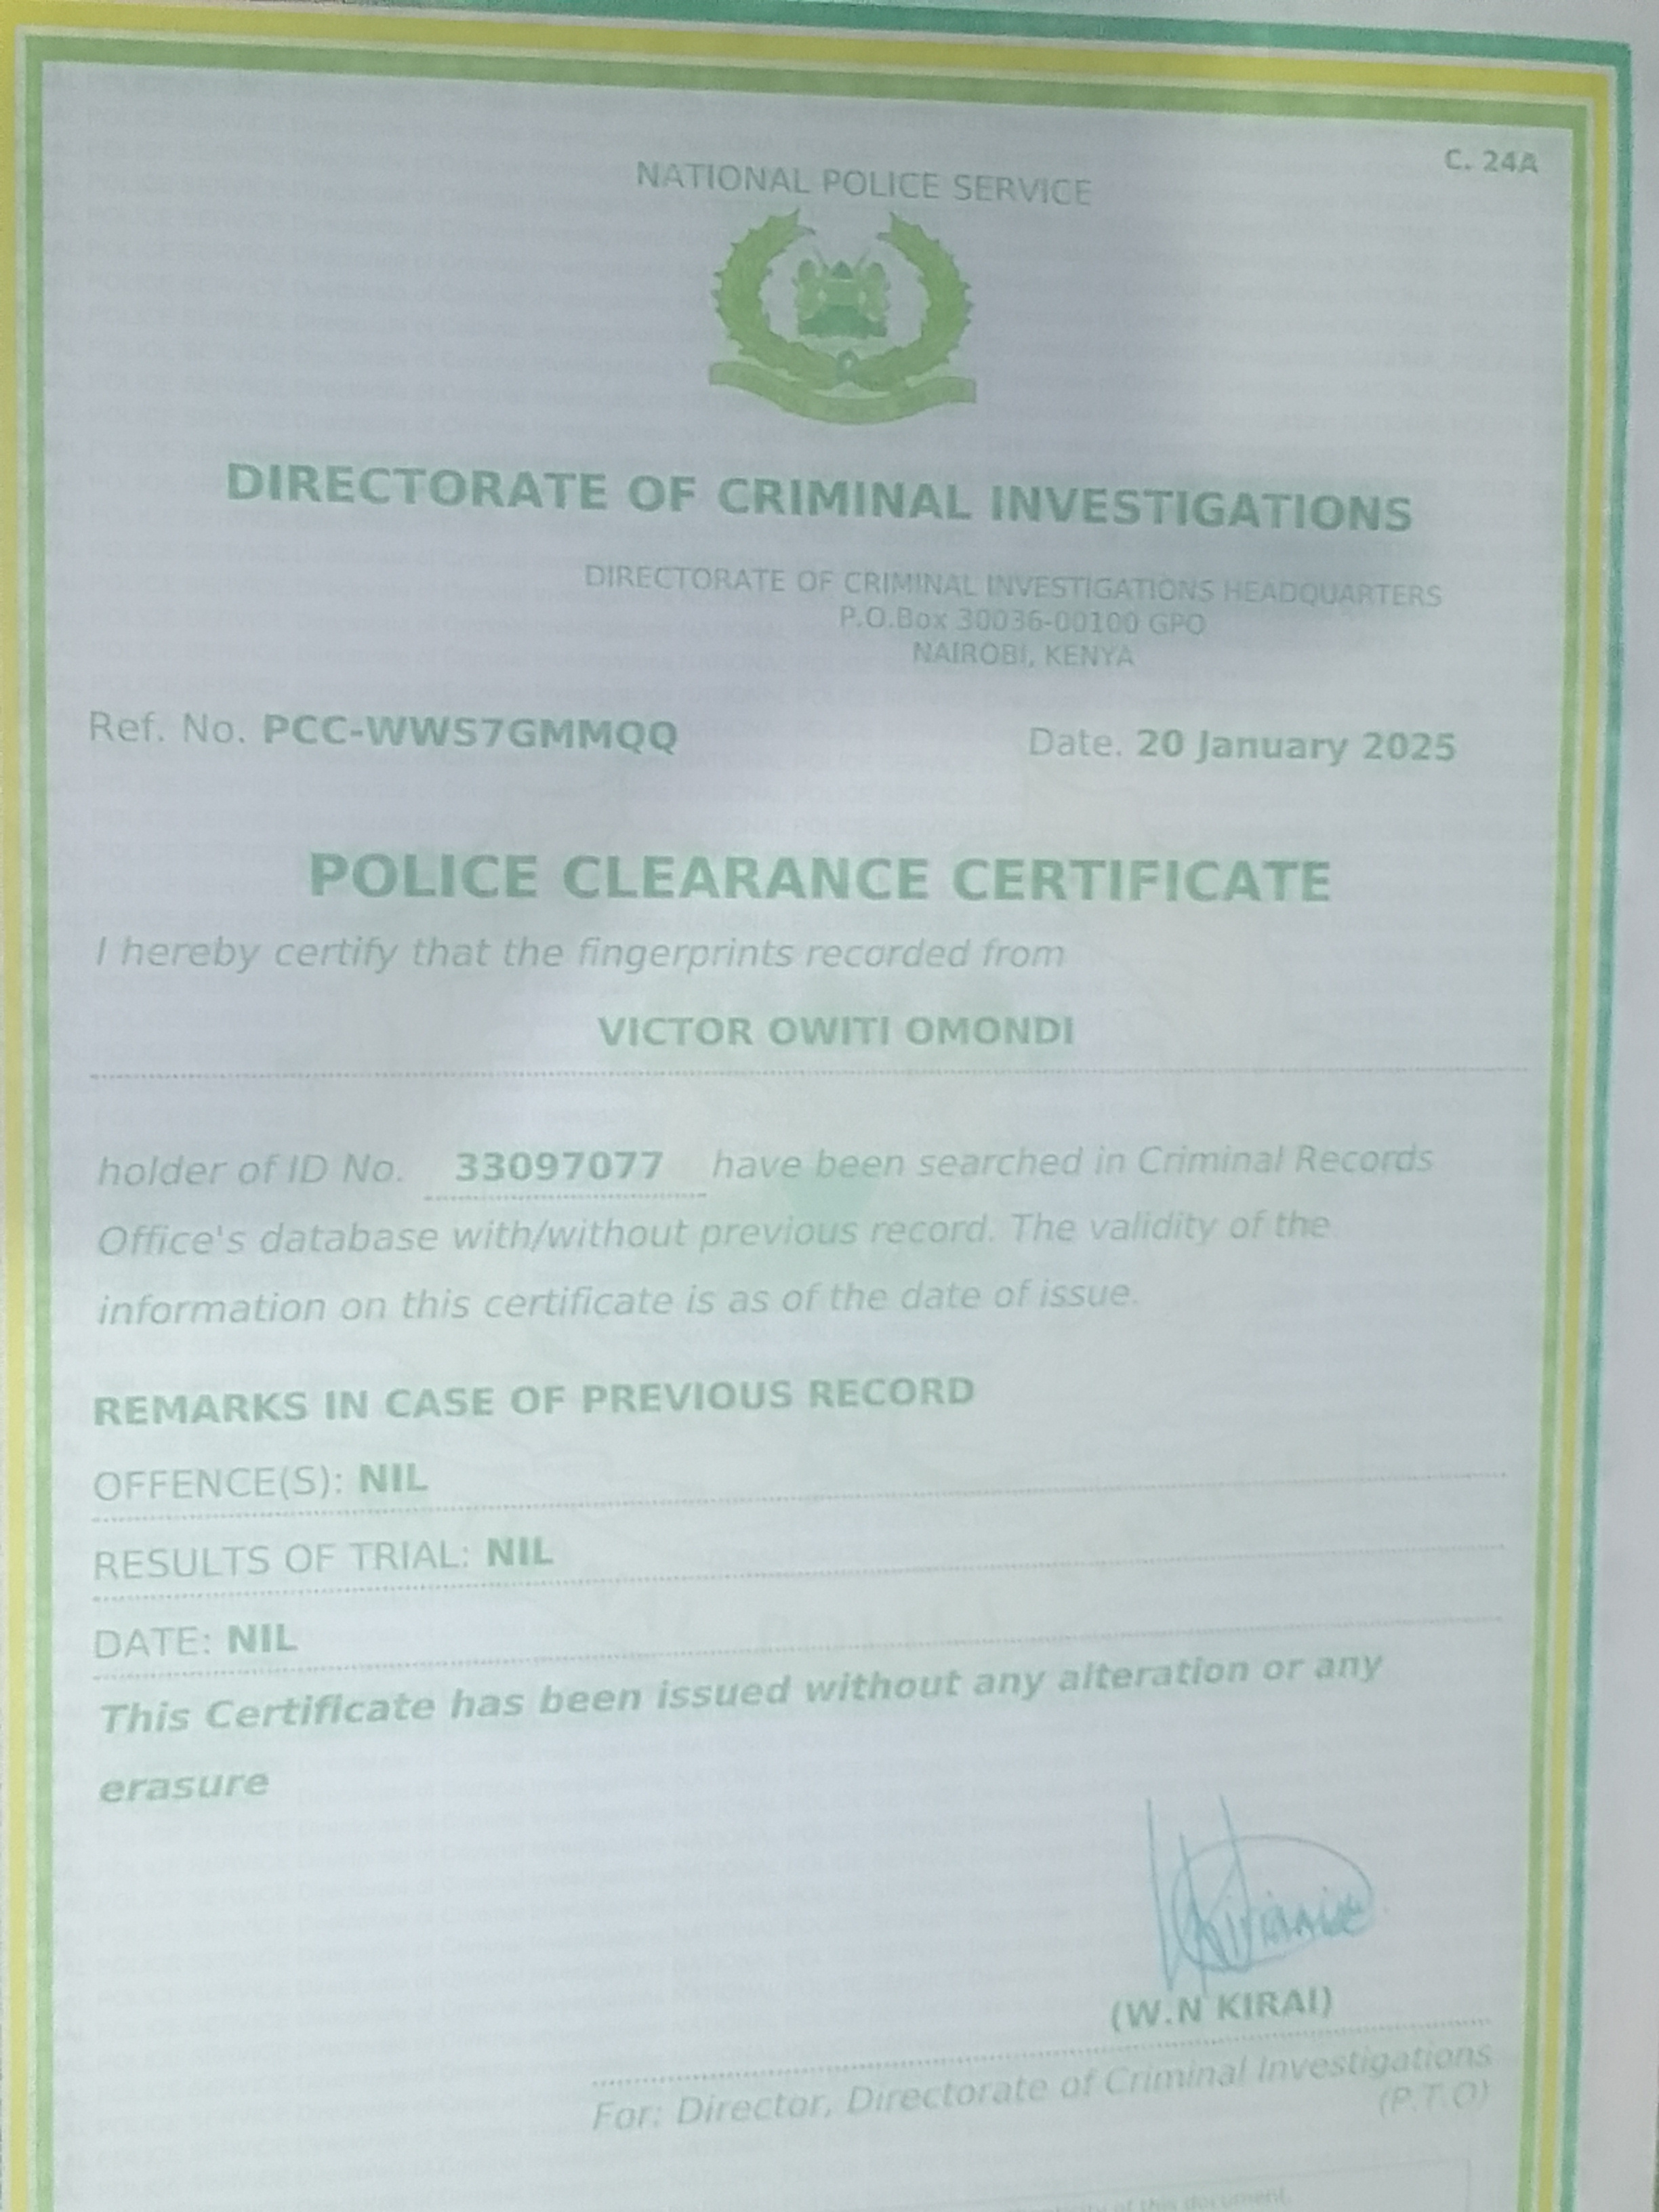 C. 24A
NATIONAL POLICE SERVICE
DIRECTORATE OF CRIMINAL INVESTIGATIONS
DIRECTORATE OF CRIMINAL INVESTIGATIONS HEADQUARTERS
P.O.Box 30036-00100 GPO
NAIROBI, KENYA
Ref. No. PCC-WWS7GMMQQ
Date. 20 January 2025
POLICE CLEARANCE CERTIFICATE
I hereby certify that the fingerprints recorded from
VICTOR OWITI OMONDI
holder of ID No. 33097077 have been searched in Criminal Records
Office's database with/without previous record. The validity of the
information on this certificate is as of the date of issue.
REMARKS IN CASE OF PREVIOUS RECORD
OFFENCE(S): NIL
RESULTS OF TRIAL: NIL
DATE: NIL
This Certificate has been issued without any alteration or any
erasure
(W.N KIRAI)
For: Director, Directorate of Criminal Investigations
(P.T.O)
of this document.